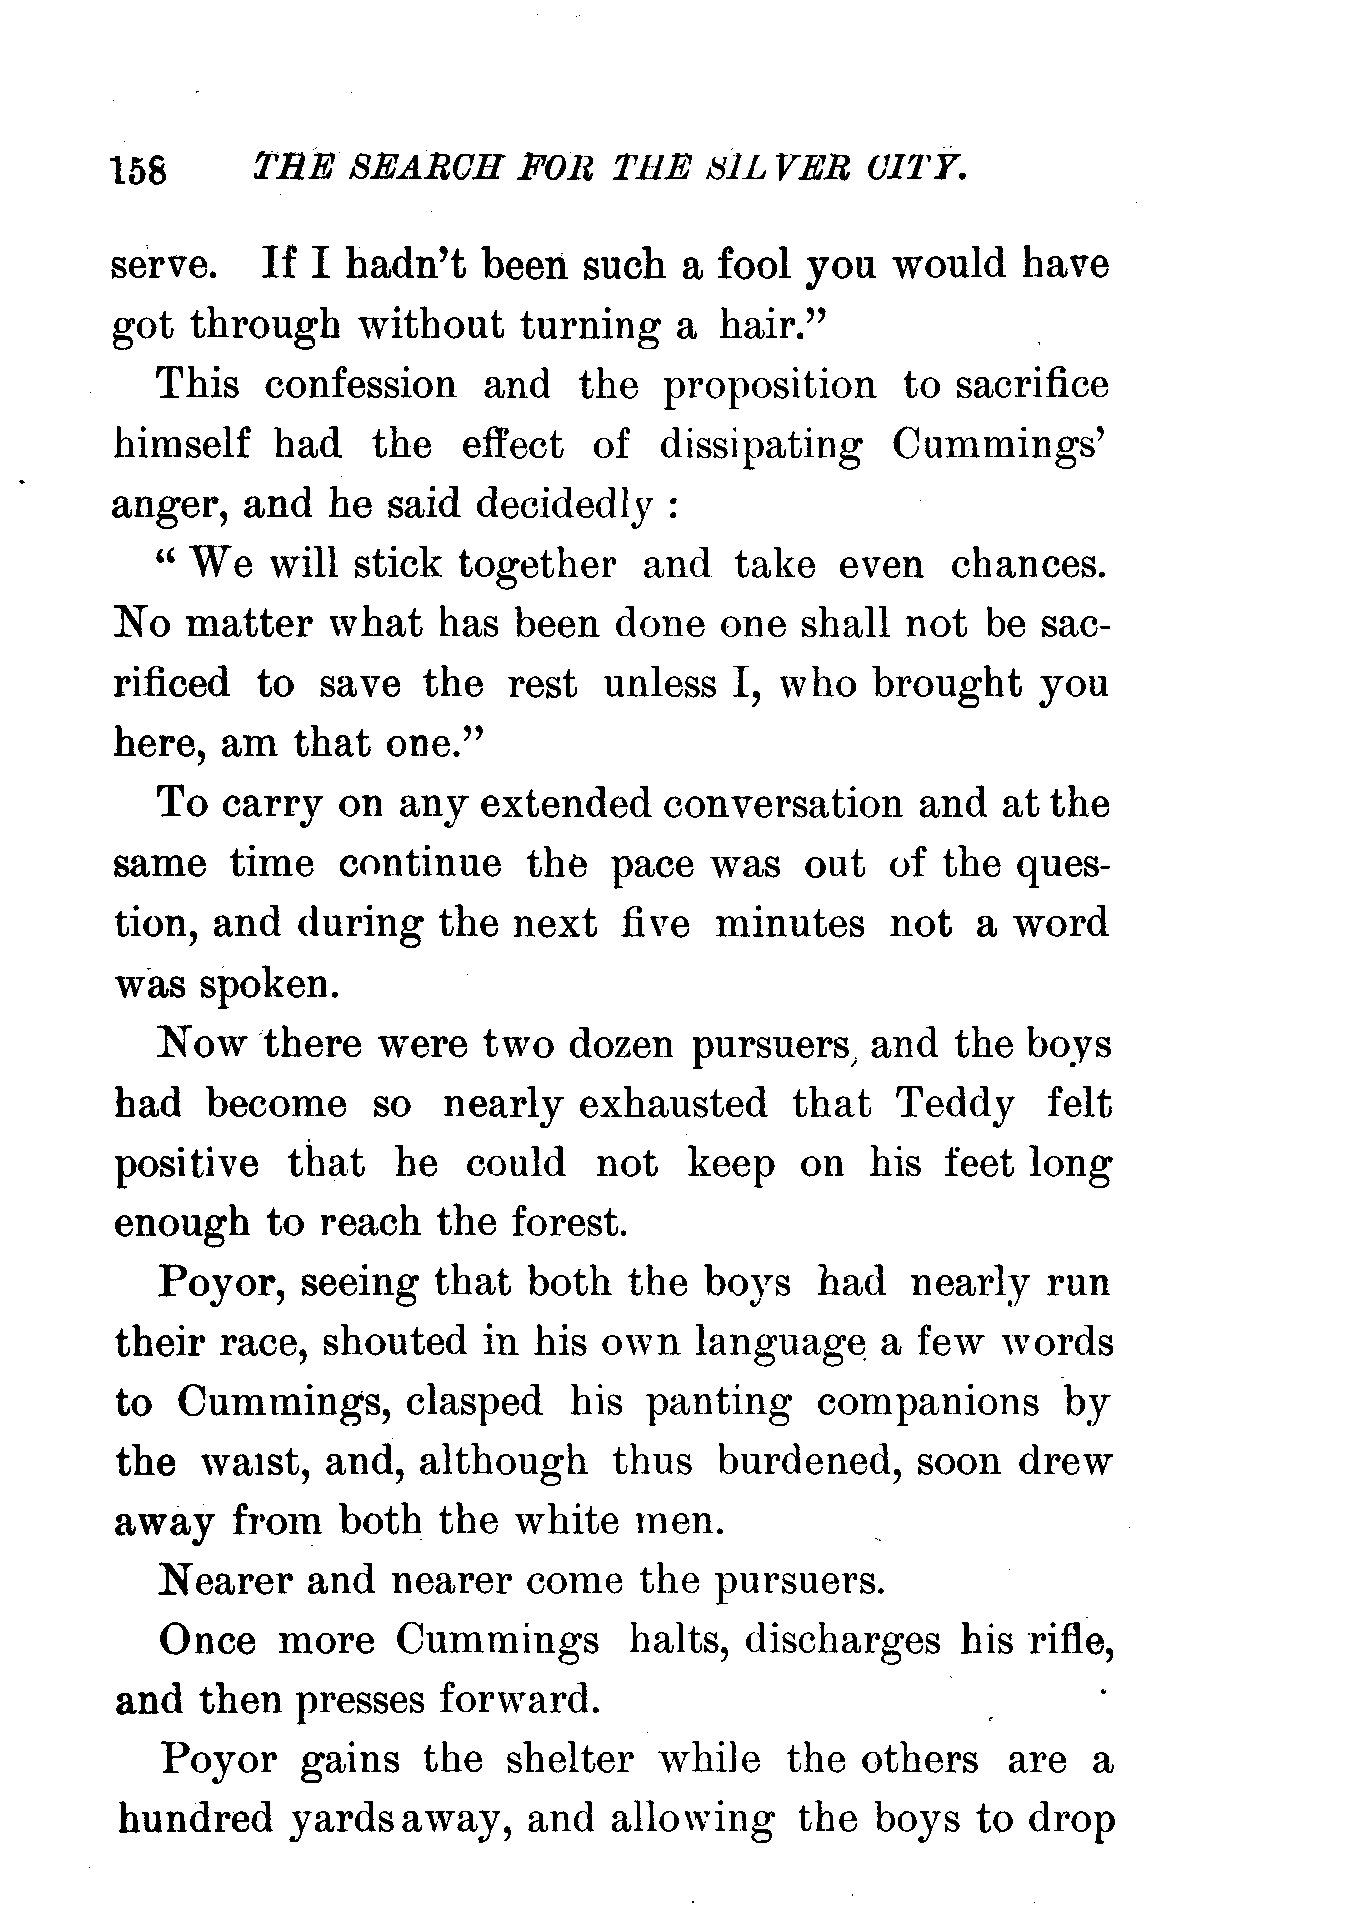 158 THE SEARCH FOR THE SILVER CITY.
serve. If I hadn't been such a fool you would have
got through without turning a hair."
This confession and the proposition to sacrifice
himself had the effect of dissipating Cummings'
anger, and he said decidedly :
" We will stick together and take even chances.
No matter what has been done one shall not be sac-
rificed to save the rest unless I, who brought you
here, am that one."
To carry on any extended conversation and at the
same time continue the pace was out of the ques-
tion, and during the next five minutes not a word
was spoken.
Now there were two dozen pursuers, and the boys
had become so nearly exhausted that Teddy felt
positive that he could not keep on his feet long
enough to reach the forest.
Poyor, seeing that both the boys had nearly run
their race, shouted in his own language a few words
to Cummings, clasped his panting companions by
the waist, and, although thus burdened, soon drew
away from both the white men.
Nearer and nearer come the pursuers.
Once more Cummings halts, discharges his rifle,
and then presses forward.
Poyor gains the shelter while the others are a
hundred yards away, and allowing the boys to drop